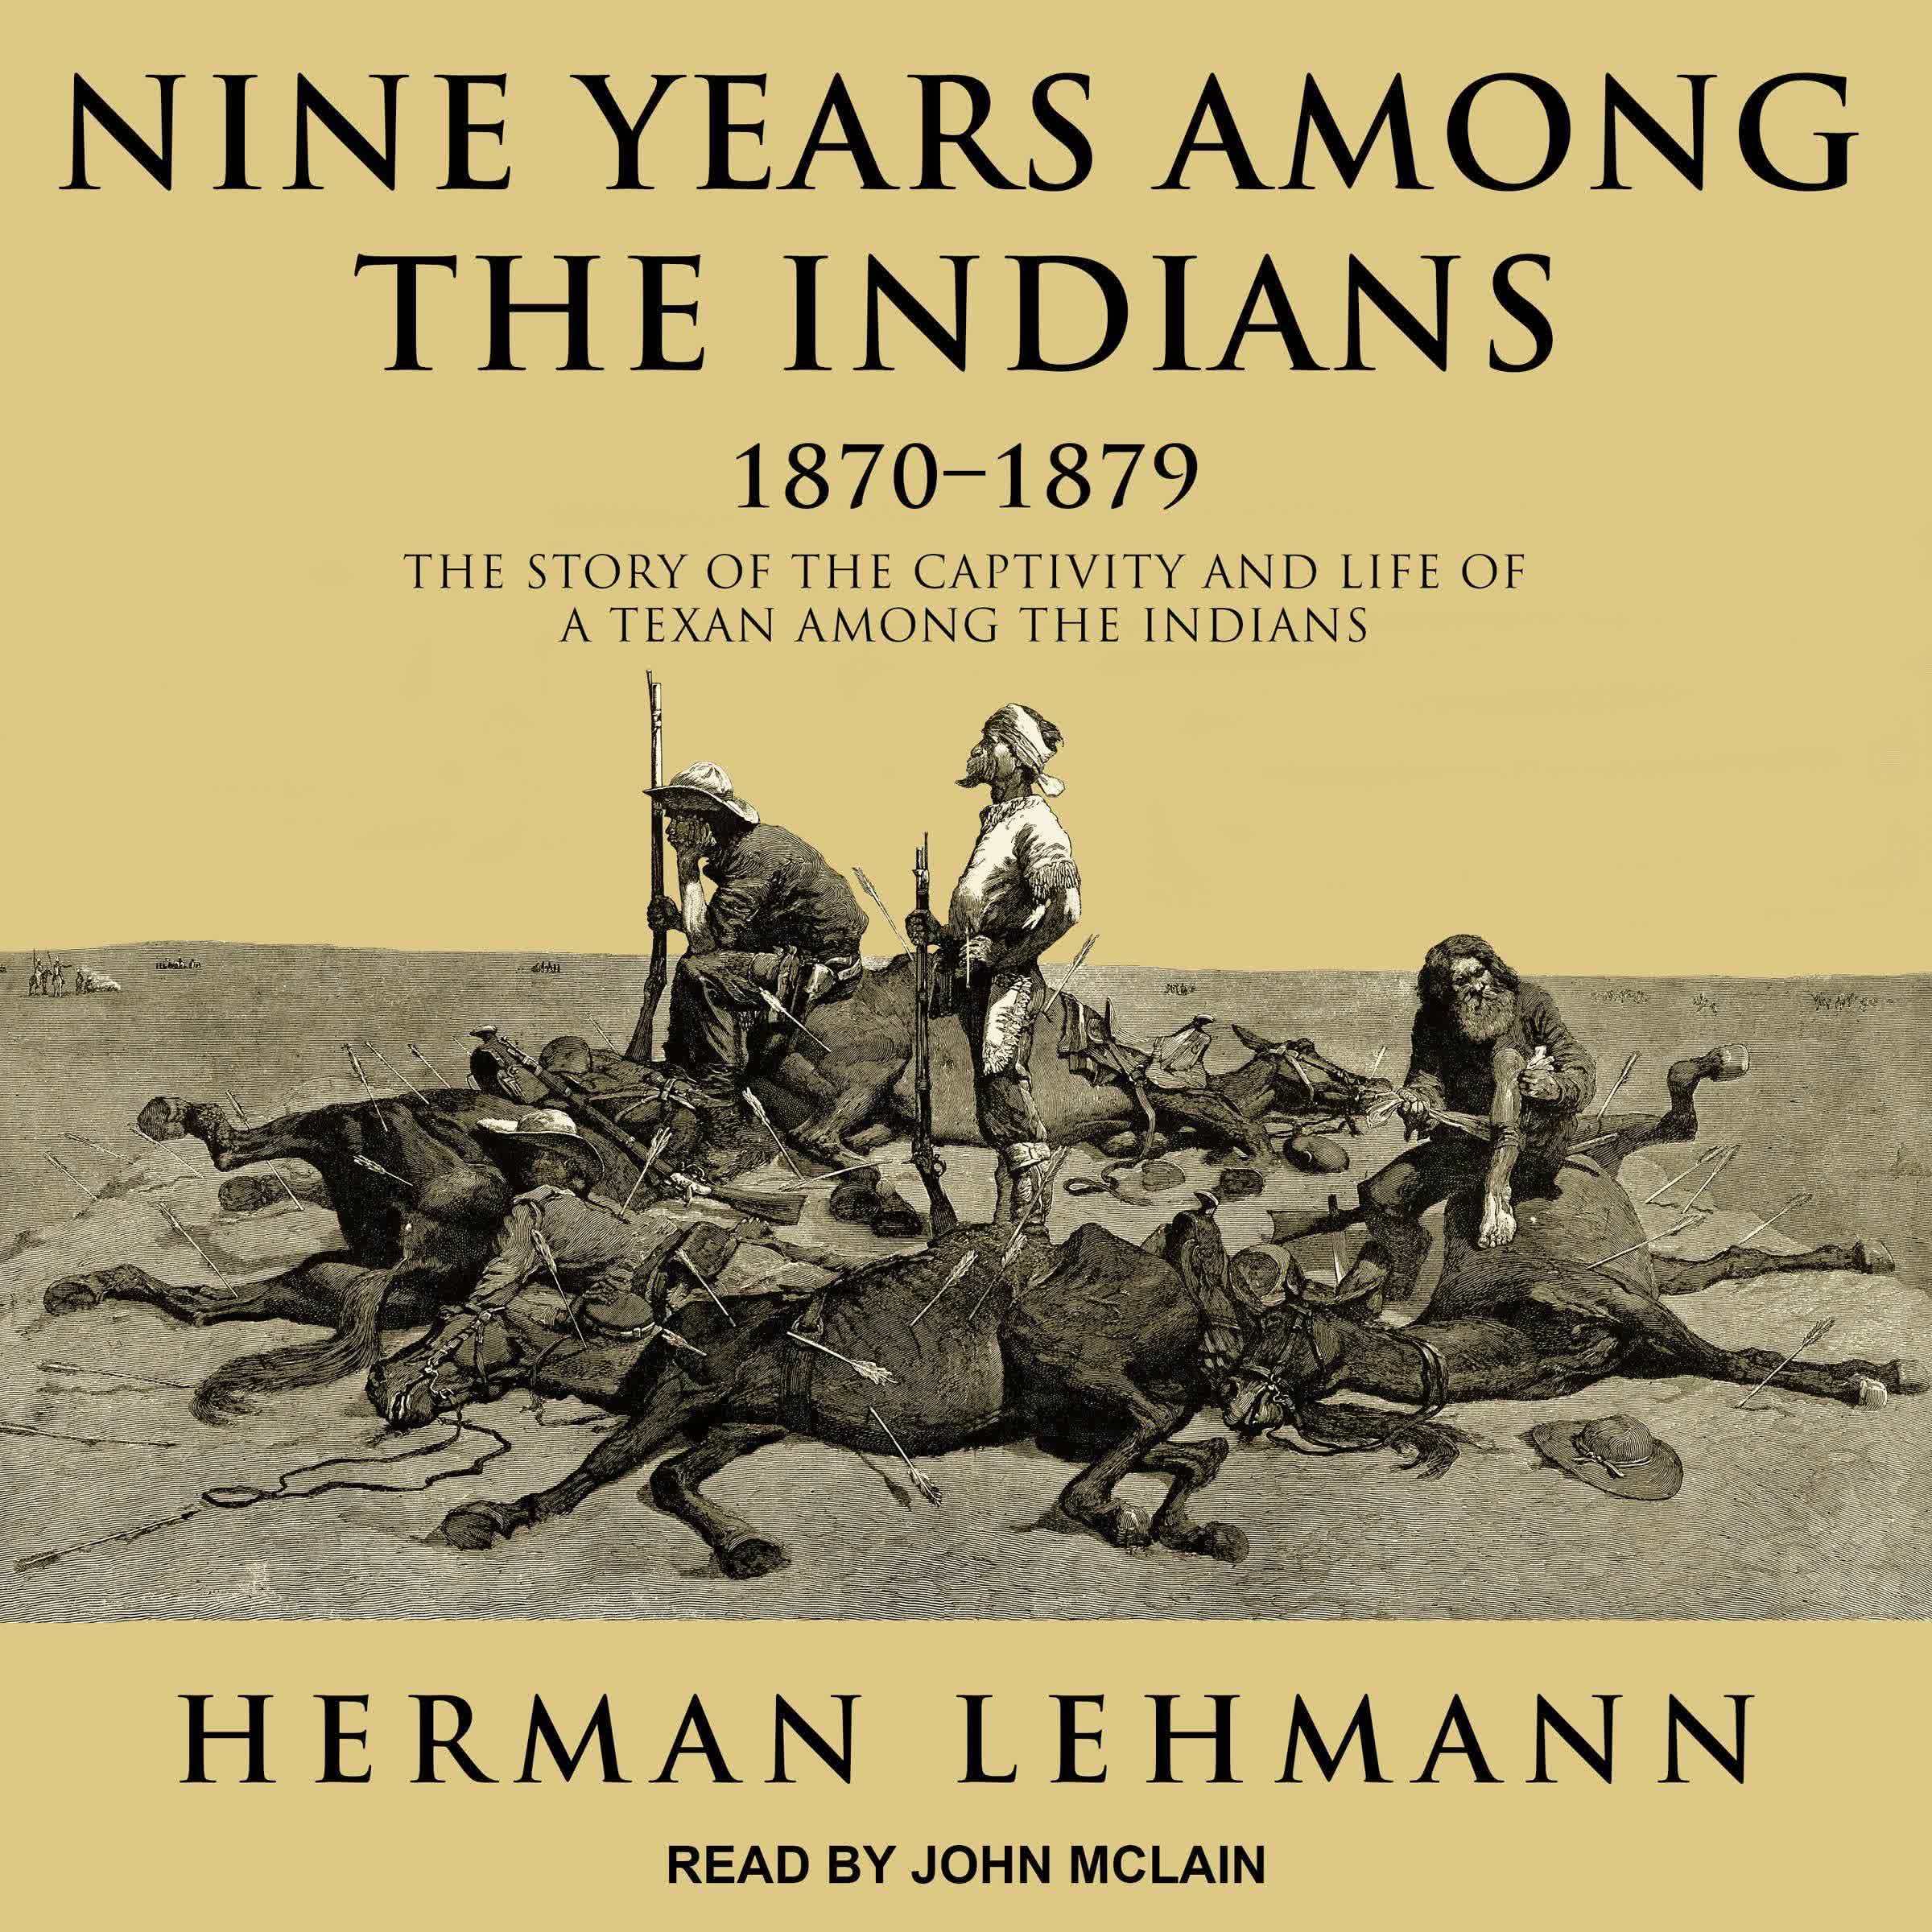 NINE YEARS AMONG
THE INDIANS
1870–1879
THE STORY OF THE CAPTIVITY AND LIFE OF
A TEXAN AMONG THE INDIANS
HERMAN LEHMANN
READ BY JOHN MCLAIN